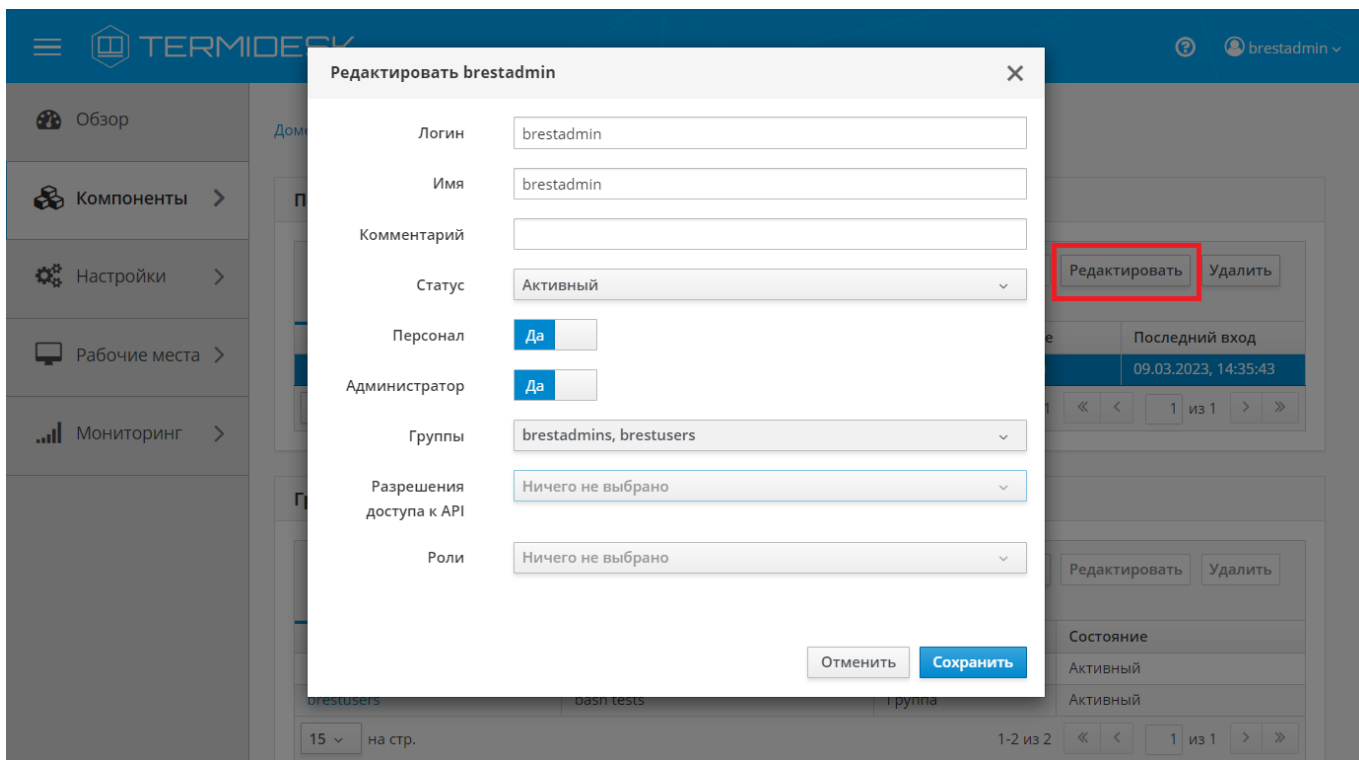 TERMIDESK
brestadmin
Обзор
Компоненты
Настройки
Рабочие места
Мониторинг
Редактировать brestadmin
Логин
brestadmin
Имя
brestadmin
Комментарий
Статус
Активный
Персонал
Да
Администратор
Да
Группы
brestadmins, brestusers
Разрешения
доступа к API
Ничего не выбрано
Роли
Ничего не выбрано
Отменить
Сохранить
Редактировать
Удалить
Последний вход
09.03.2023, 14:35:43
1 из 1
Редактировать
Удалить
Состояние
Активный
brestusers
bash tests
Группа
Активный
15
на стр.
1-2 из 2
1 из 1